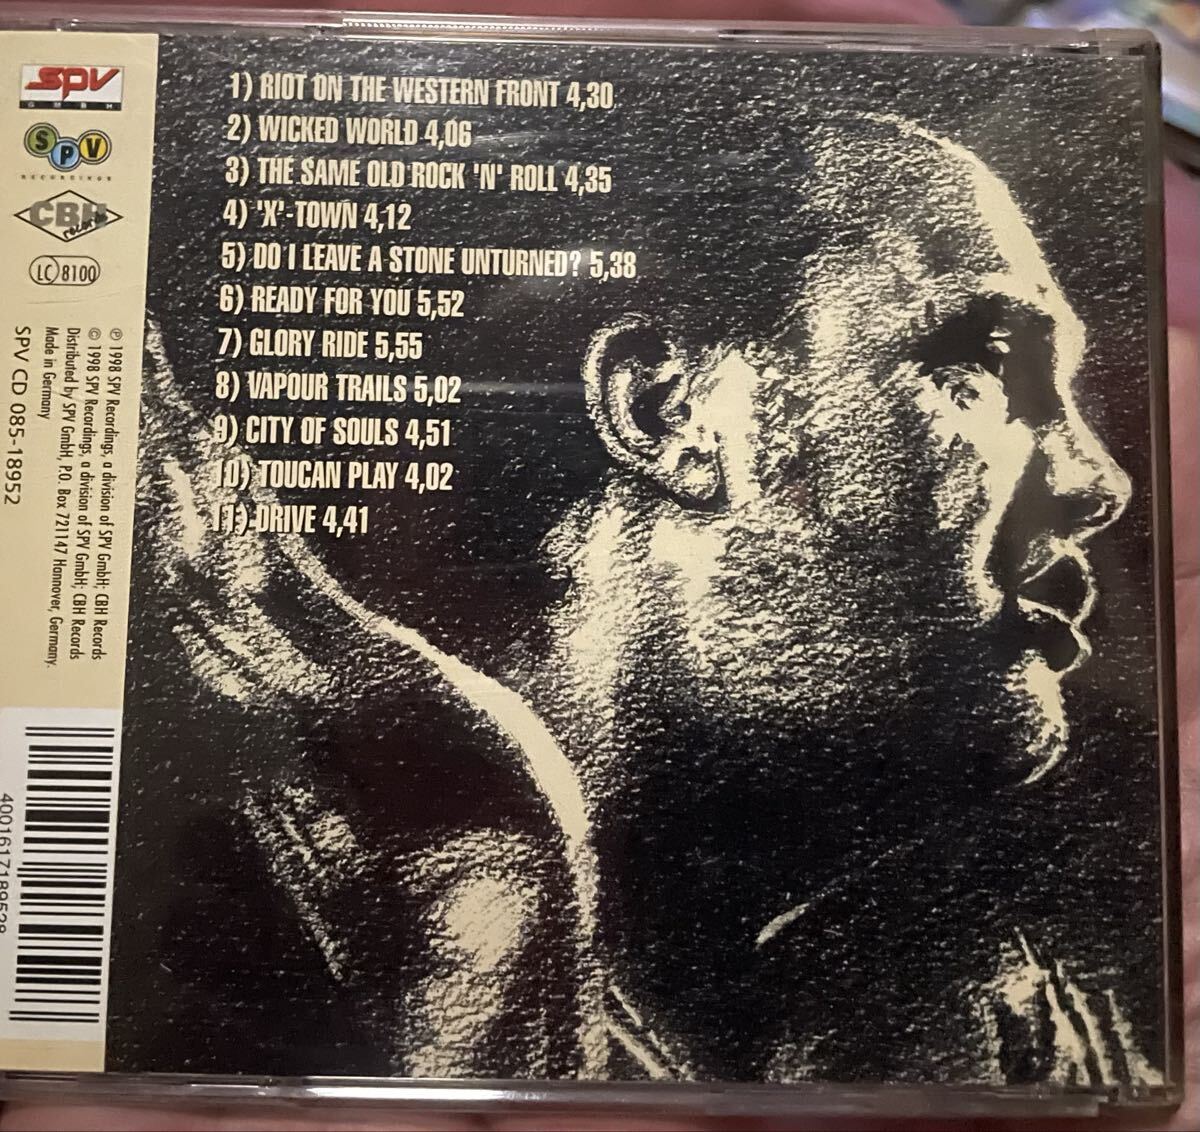 spv
GMBH
SPV
RECORDINGS
CBH
records
LC 8100
1) RIOT ON THE WESTERN FRONT 4,30
2) WICKED WORLD 4,06
3) THE SAME OLD ROCK 'N' ROLL 4,35
4) 'X'-TOWN 4,12
5) DO I LEAVE A STONE UNTURNED? 5,38
6) READY FOR YOU 5,52
7) GLORY RIDE 5,55
8) VAPOUR TRAILS 5,02
9) CITY OF SOULS 4,51
10) TOUCAN PLAY 4,02
11) DRIVE 4,41
℗ 1998 SPV Recordings, a division of SPV GmbH; CBH Records
© 1998 SPV Recordings, a division of SPV GmbH; CBH Records
Distributed by SPV GmbH, P.O. Box 721147 Hannover, Germany.
Made in Germany
SPV CD 085-18952